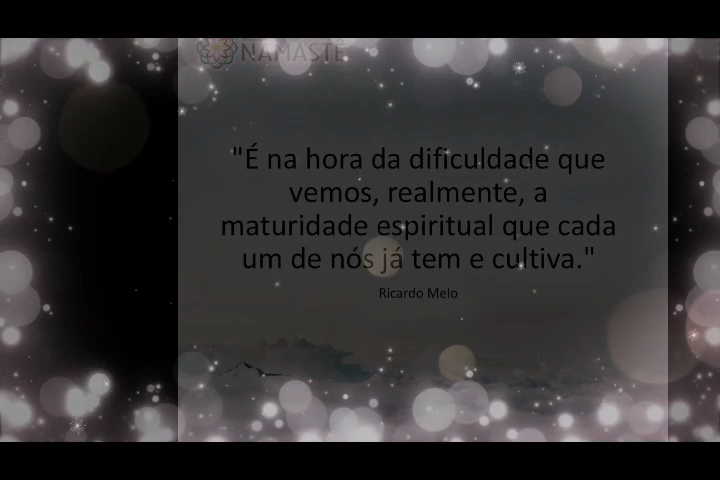 NAMASTÊ
"É na hora da dificuldade que
vemos, realmente, a
maturidade espiritual que cada
um de nós já tem e cultiva."
Ricardo Melo